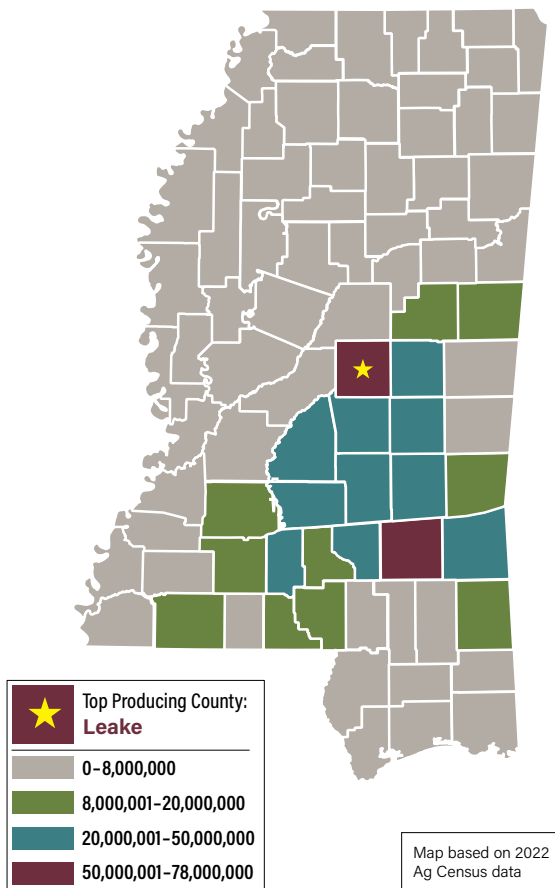 Top Producing County:
Leake
0–8,000,000
8,000,001–20,000,000
20,000,001–50,000,000
50,000,001–78,000,000
Map based on 2022
Ag Census data